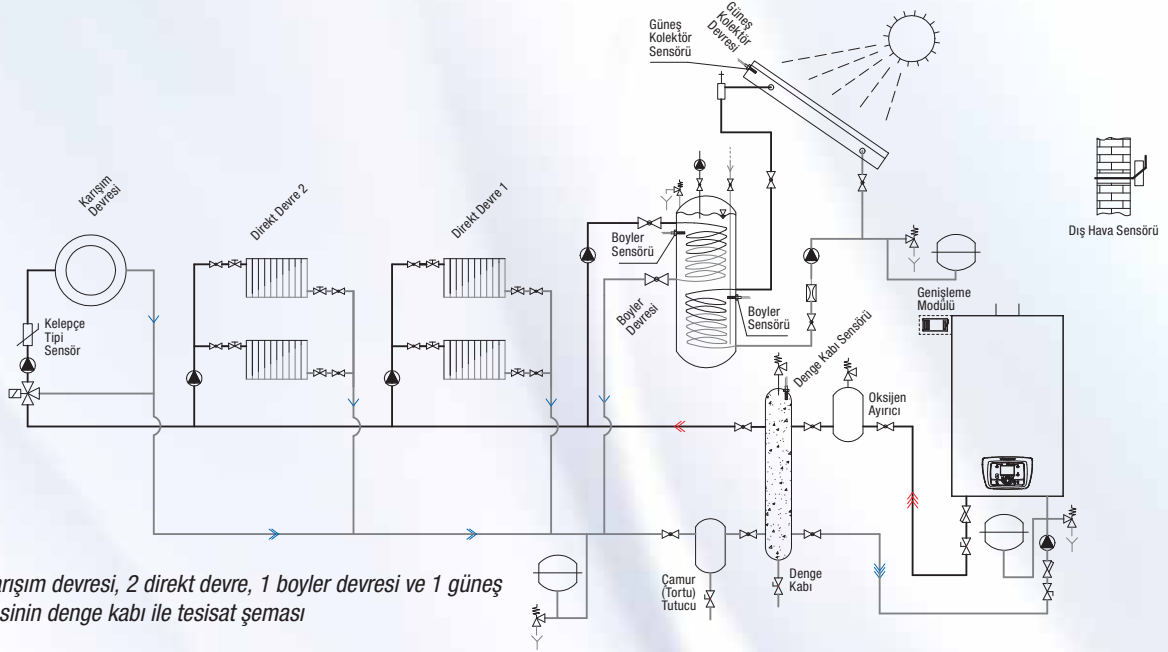 Güneş
Kolektör
Devresi
Güneş
Kolektör
Sensörü
Karışım
Devresi
Direkt Devre 2
Direkt Devre 1
Boyler
Sensörü
Dış Hava Sensörü
Genişleme
Modülü
Boyler
Devresi
Boyler
Sensörü
Kelepçe
Tipi
Sensör
Denge Kabı Sensörü
Oksijen
Ayırıcı
Çamur
(Tortu)
Tutucu
Denge
Kabı
arışım devresi, 2 direkt devre, 1 boyler devresi ve 1 güneş
sinin denge kabı ile tesisat şeması